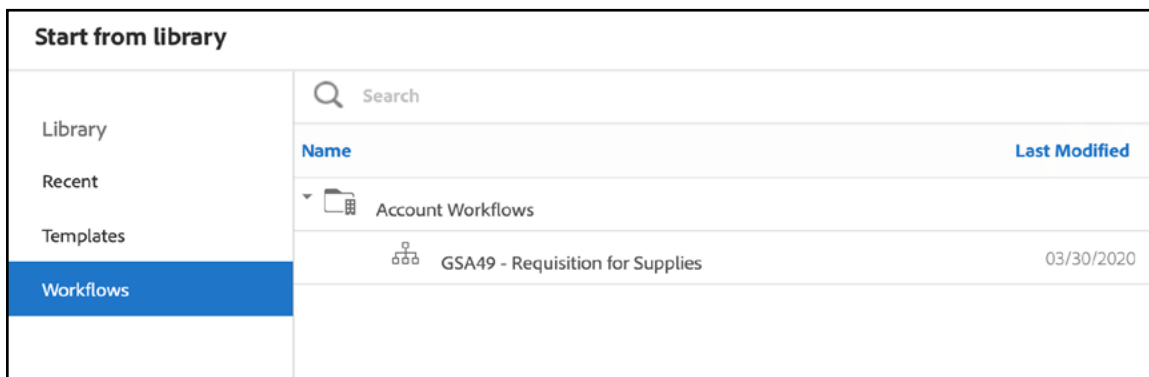 Start from library
Search
Library
Name Last Modified
Recent
Account Workflows
Templates
GSA49 - Requisition for Supplies 03/30/2020
Workflows